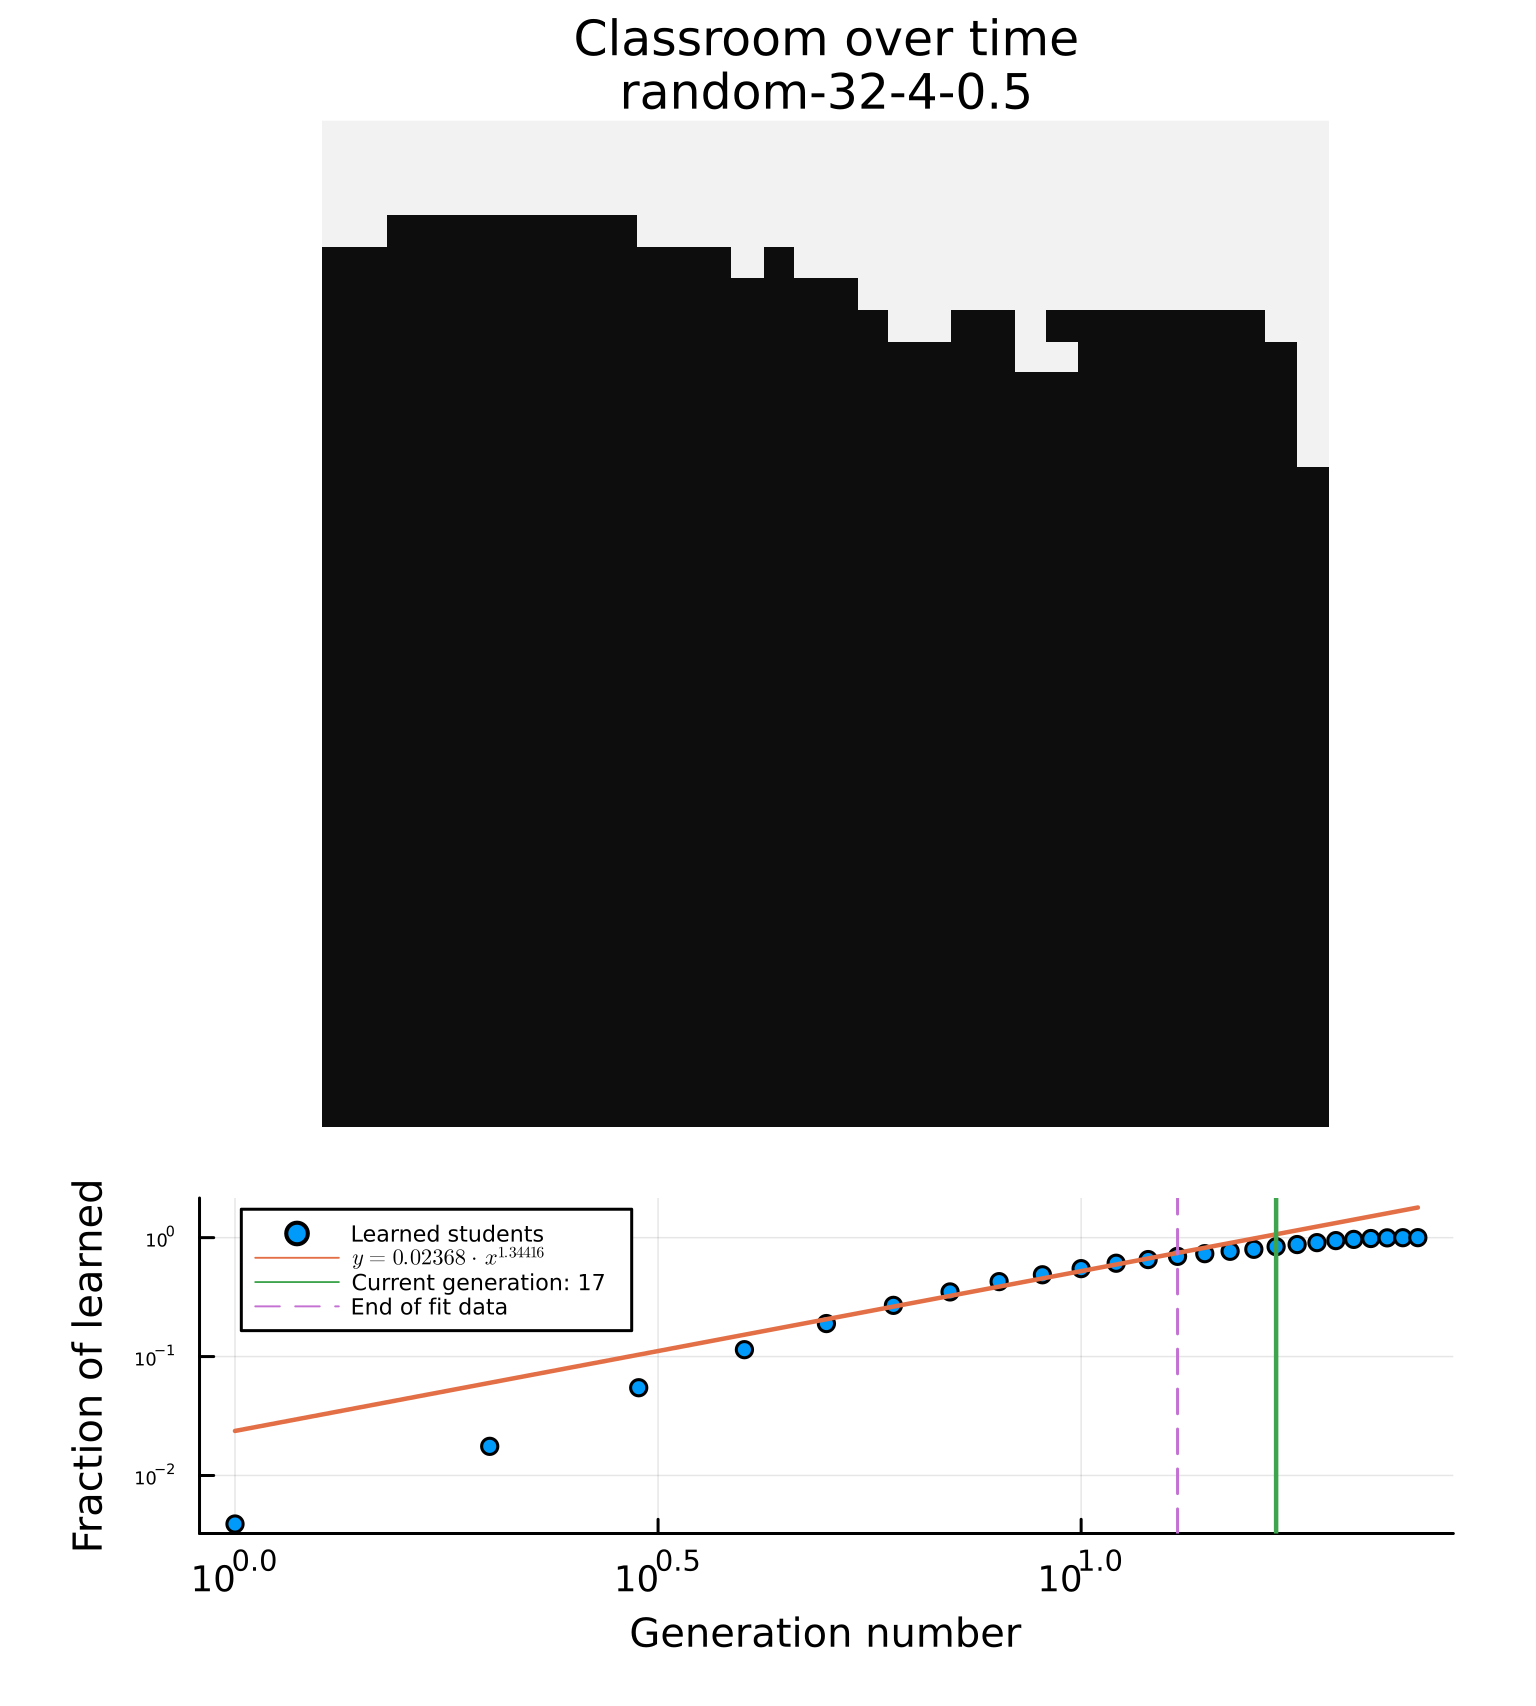 Classroom over time
random-32-4-0.5
Fraction of learned
10⁰
10⁻¹
10⁻²
Learned students
y = 0.02368 · x^1.34416
Current generation: 17
End of fit data
10^0.0
10^0.5
10^1.0
Generation number